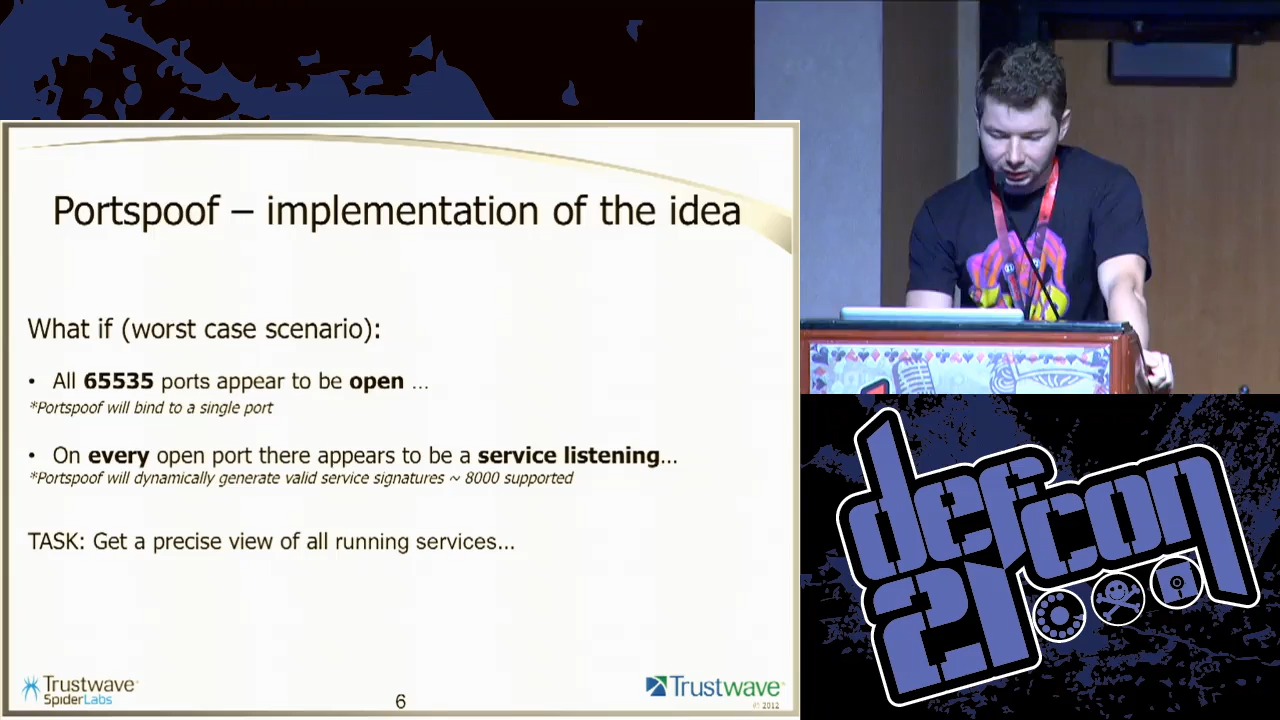 Portspoof – implementation of the idea
What if (worst case scenario):
• All 65535 ports appear to be open ...
*Portspoof will bind to a single port
• On every open port there appears to be a service listening...
*Portspoof will dynamically generate valid service signatures ~ 8000 supported
TASK: Get a precise view of all running services...
Trustwave
SpiderLabs
6
Trustwave
© 2012
defcon
21